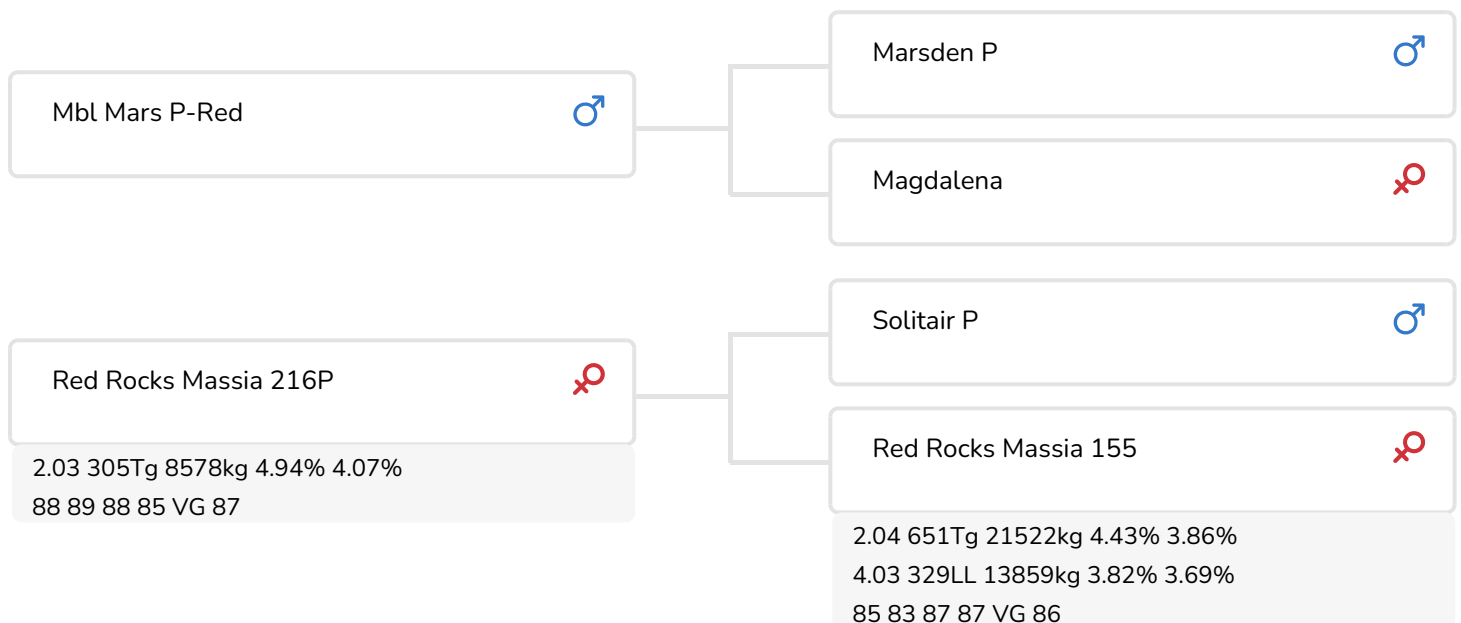 Mbl Mars P-Red
Marsden P
Magdalena
Red Rocks Massia 216P
2.03 305Tg 8578kg 4.94% 4.07%
88 89 88 85 VG 87
Solitair P
Red Rocks Massia 155
2.04 651Tg 21522kg 4.43% 3.86%
4.03 329LL 13859kg 3.82% 3.69%
85 83 87 87 VG 86